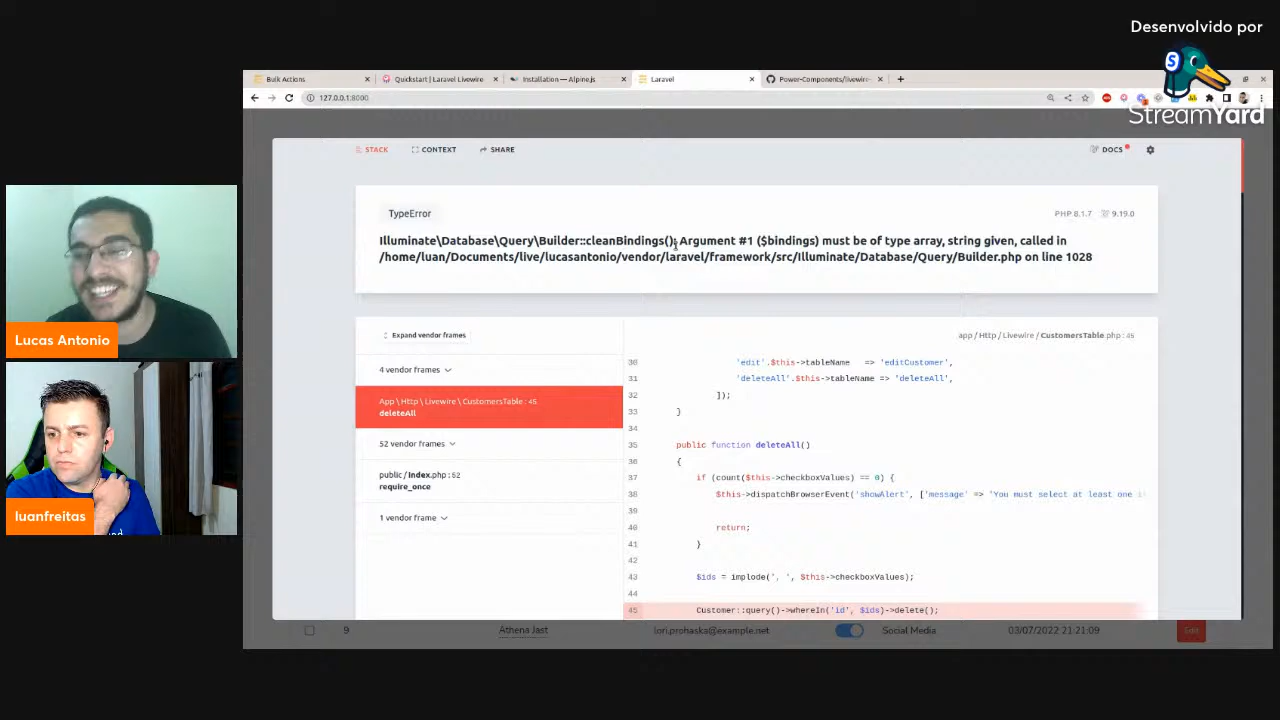 Desenvolvido por
StreamYard
Bulk Actions
Quickstart | Laravel Livewire
Installation — Alpine.js
Laravel
Power-Components/livewire-
127.0.0.1:8000
STACK
CONTEXT
SHARE
DOCS
TypeError
PHP 8.1.7
9.19.0
Illuminate\Database\Query\Builder::cleanBindings(): Argument #1 ($bindings) must be of type array, string given, called in
/home/luan/Documents/live/lucasantonio/vendor/laravel/framework/src/Illuminate/Database/Query/Builder.php on line 1028
Expand vendor frames
app / Http / Livewire / CustomersTable.php : 45
4 vendor frames
App \ Http \ Livewire \ CustomersTable : 45
deleteAll
52 vendor frames
public / index.php : 52
require_once
1 vendor frame
30 'edit'.$this->tableName => 'editCustomer',
31 'deleteAll'.$this->tableName => 'deleteAll',
32 ]);
33 }
34
35 public function deleteAll()
36 {
37 if (count($this->checkboxValues) == 0) {
38 $this->dispatchBrowserEvent('showAlert', ['message' => 'You must select at least one i
39
40 return;
41 }
42
43 $ids = implode(', ', $this->checkboxValues);
44
45 Customer::query()->whereIn('id', $ids)->delete();
9
Athena Jast
lori.prohaska@example.net
Social Media
03/07/2022 21:21:09
Edit
Lucas Antonio
luanfreitas